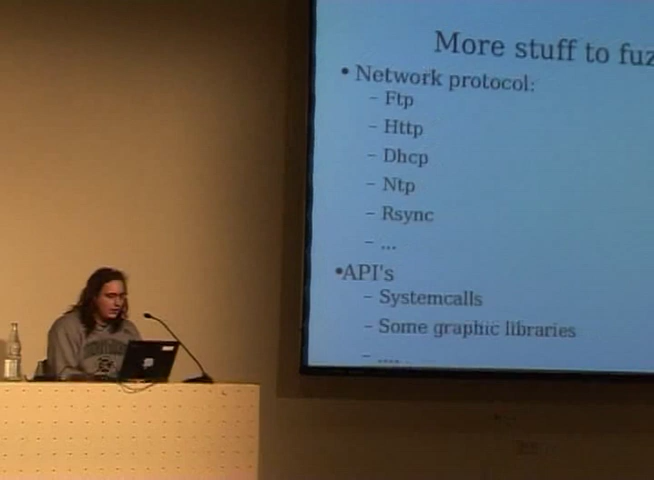 More stuff to fuz
• Network protocol:
– Ftp
– Http
– Dhcp
– Ntp
– Rsync
– ...
•API's
– Systemcalls
– Some graphic libraries
– ....